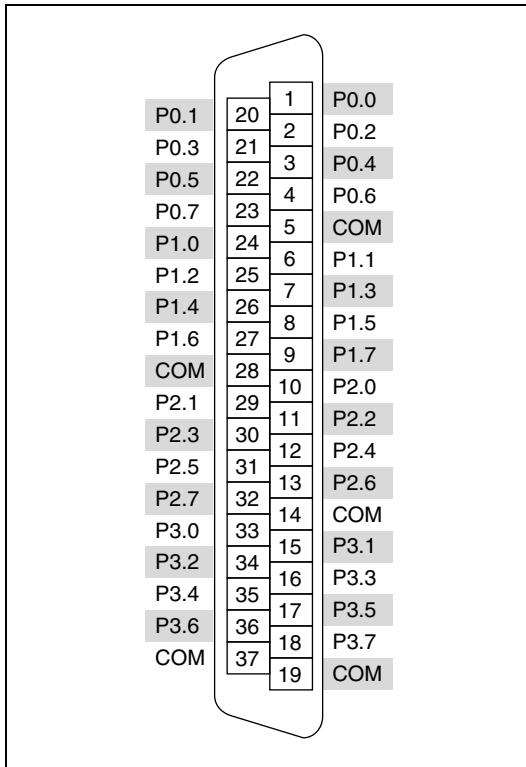 1 P0.0
P0.1 20
2 P0.2
P0.3 21
3 P0.4
P0.5 22
4 P0.6
P0.7 23
5 COM
P1.0 24
6 P1.1
P1.2 25
7 P1.3
P1.4 26
8 P1.5
P1.6 27
9 P1.7
COM 28
10 P2.0
P2.1 29
11 P2.2
P2.3 30
12 P2.4
P2.5 31
13 P2.6
P2.7 32
14 COM
P3.0 33
15 P3.1
P3.2 34
16 P3.3
P3.4 35
17 P3.5
P3.6 36
18 P3.7
COM 37
19 COM